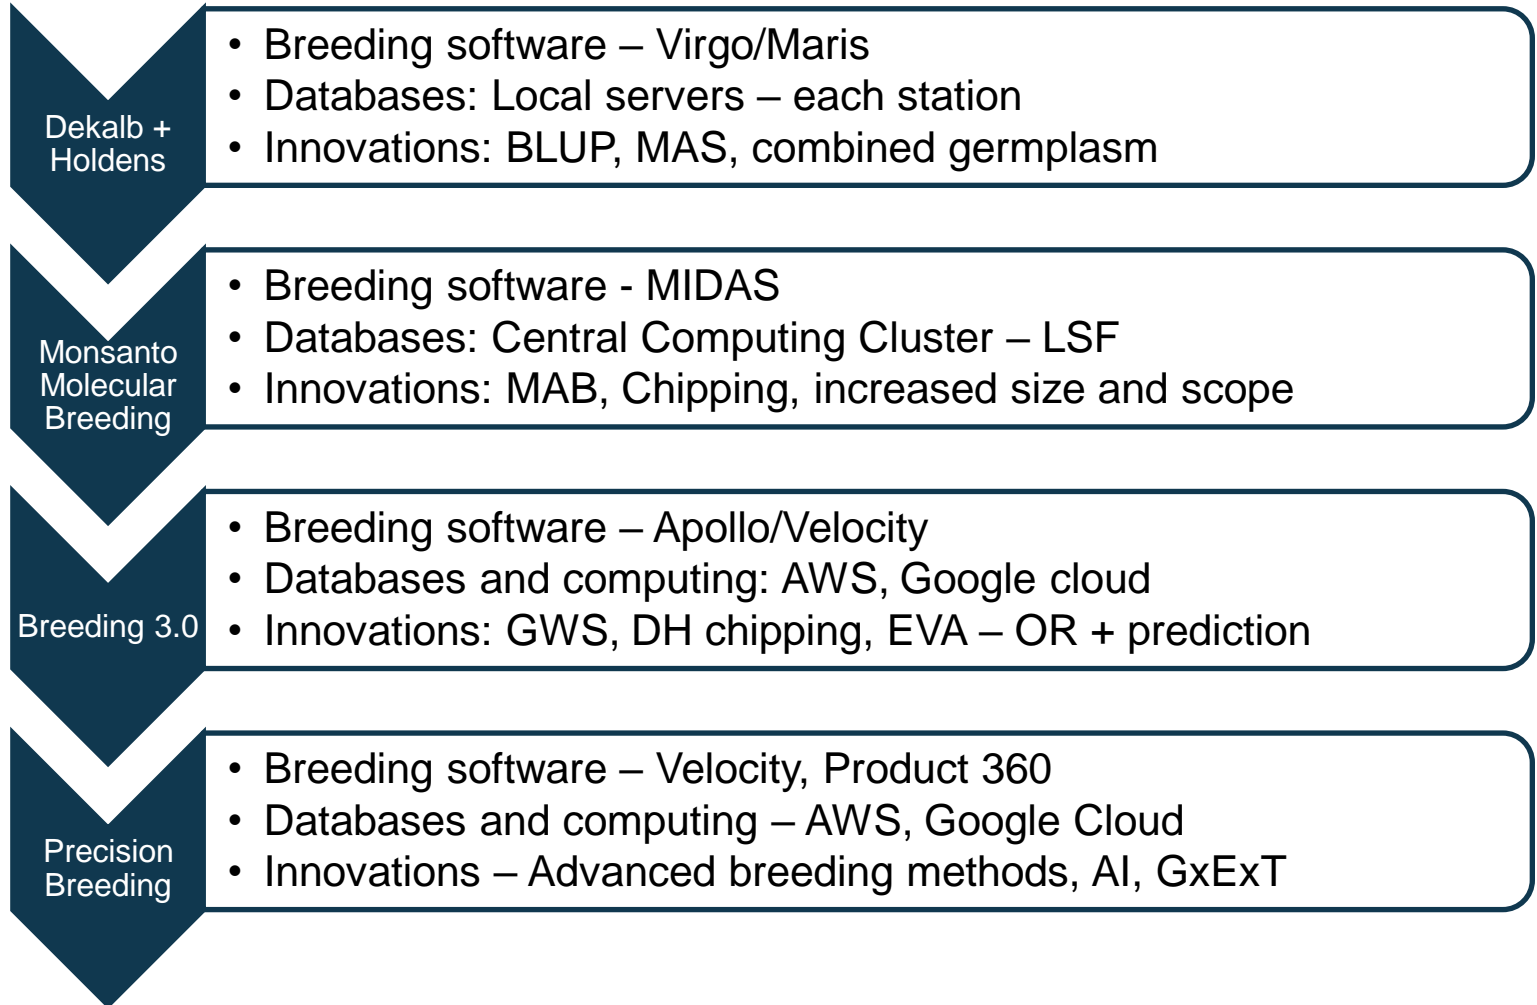 Dekalb +
Holdens
• Breeding software – Virgo/Maris
• Databases: Local servers – each station
• Innovations: BLUP, MAS, combined germplasm
Monsanto
Molecular
Breeding
• Breeding software - MIDAS
• Databases: Central Computing Cluster – LSF
• Innovations: MAB, Chipping, increased size and scope
Breeding 3.0
• Breeding software – Apollo/Velocity
• Databases and computing: AWS, Google cloud
• Innovations: GWS, DH chipping, EVA – OR + prediction
Precision
Breeding
• Breeding software – Velocity, Product 360
• Databases and computing – AWS, Google Cloud
• Innovations – Advanced breeding methods, AI, GxExT